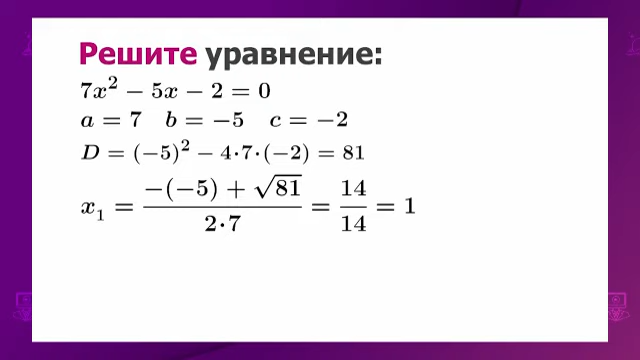 Решите уравнение:
7x² − 5x − 2 = 0
a = 7 b = −5 c = −2
D = (−5)² − 4·7·(−2) = 81
x₁ = (−(−5) + √81)/(2·7) = 14/14 = 1